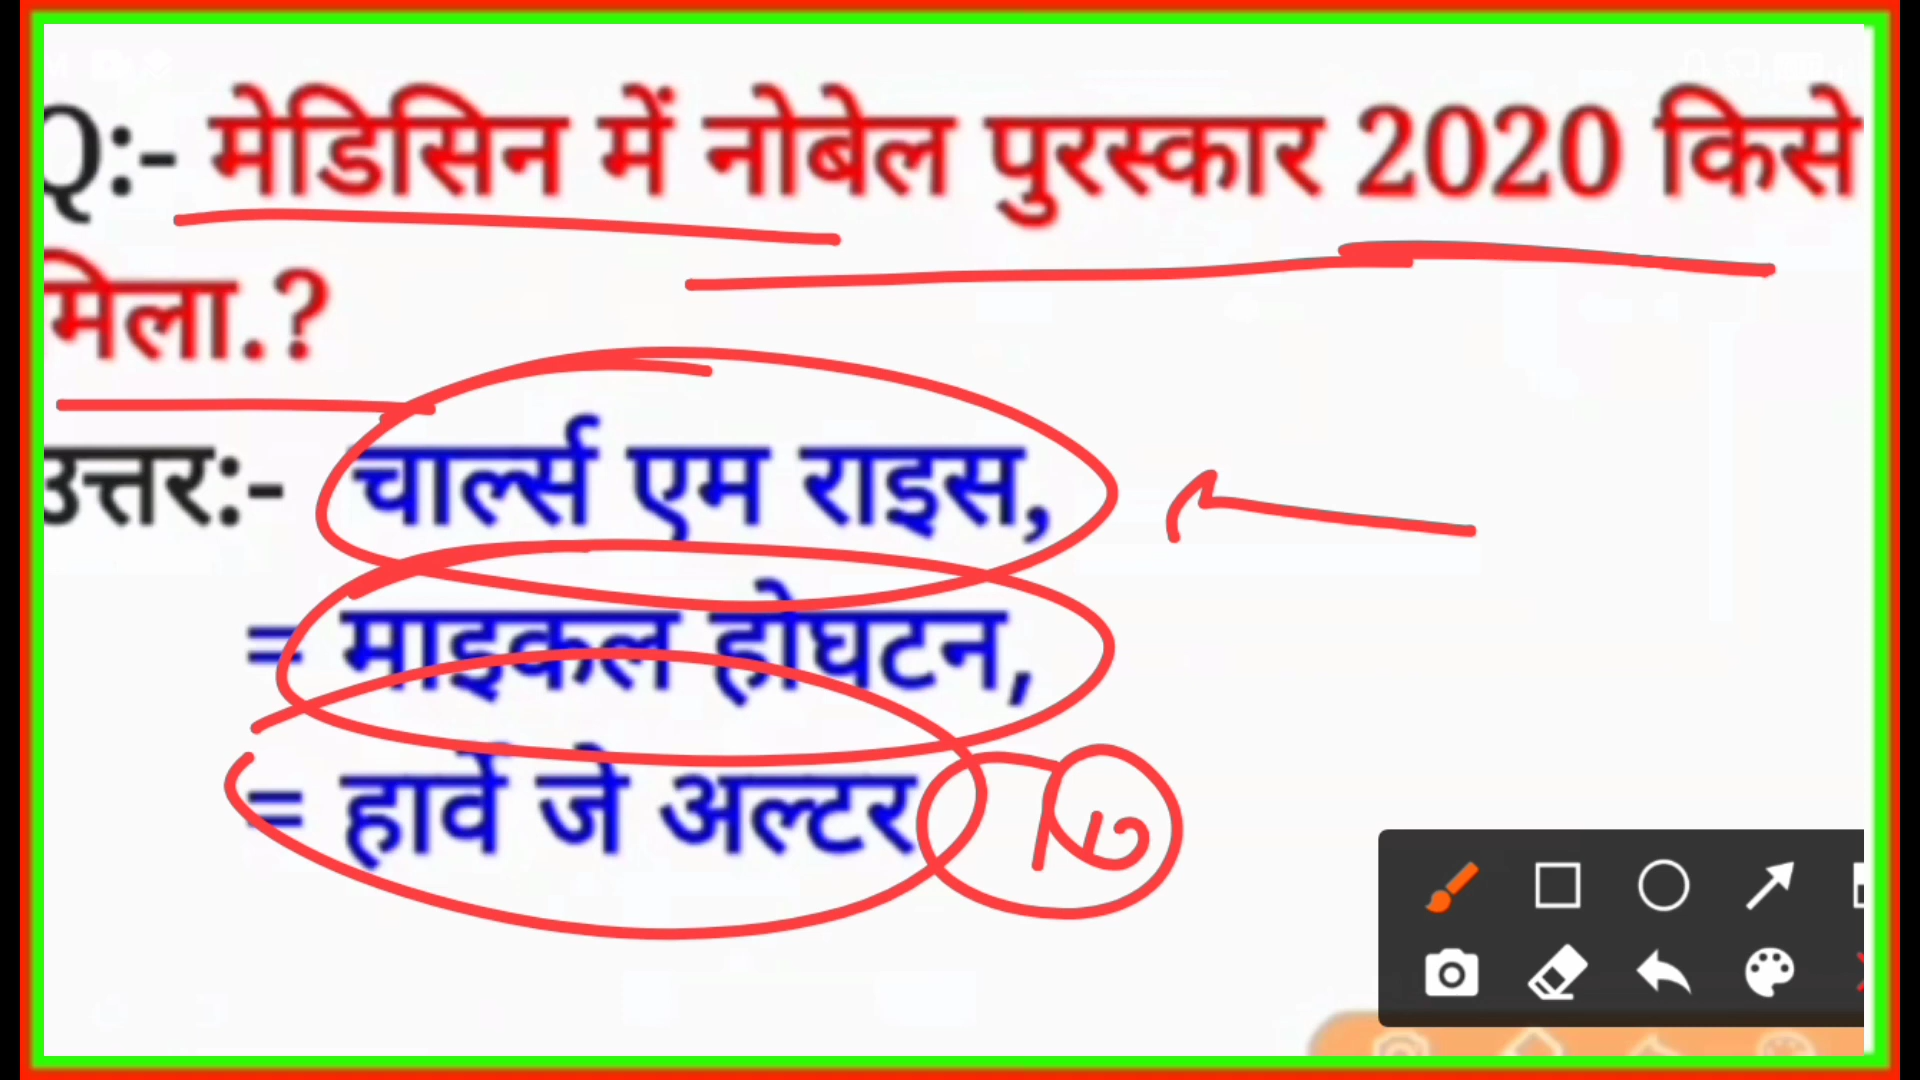 Q:- मेडिसिन में नोबेल पुरस्कार 2020 किसे
मिला.?
उत्तर:- चार्ल्स एम राइस,
= माइकल होघटन,
= हार्वे जे अल्टर